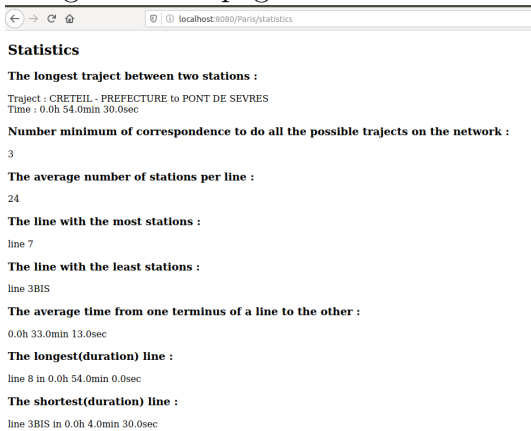 localhost:8080/Paris/statistics
Statistics
The longest traject between two stations :
Traject : CRETEIL - PREFECTURE to PONT DE SEVRES
Time : 0.0h 54.0min 30.0sec
Number minimum of correspondence to do all the possible trajects on the network :
3
The average number of stations per line :
24
The line with the most stations :
line 7
The line with the least stations :
line 3BIS
The average time from one terminus of a line to the other :
0.0h 33.0min 13.0sec
The longest(duration) line :
line 8 in 0.0h 54.0min 0.0sec
The shortest(duration) line :
line 3BIS in 0.0h 4.0min 30.0sec